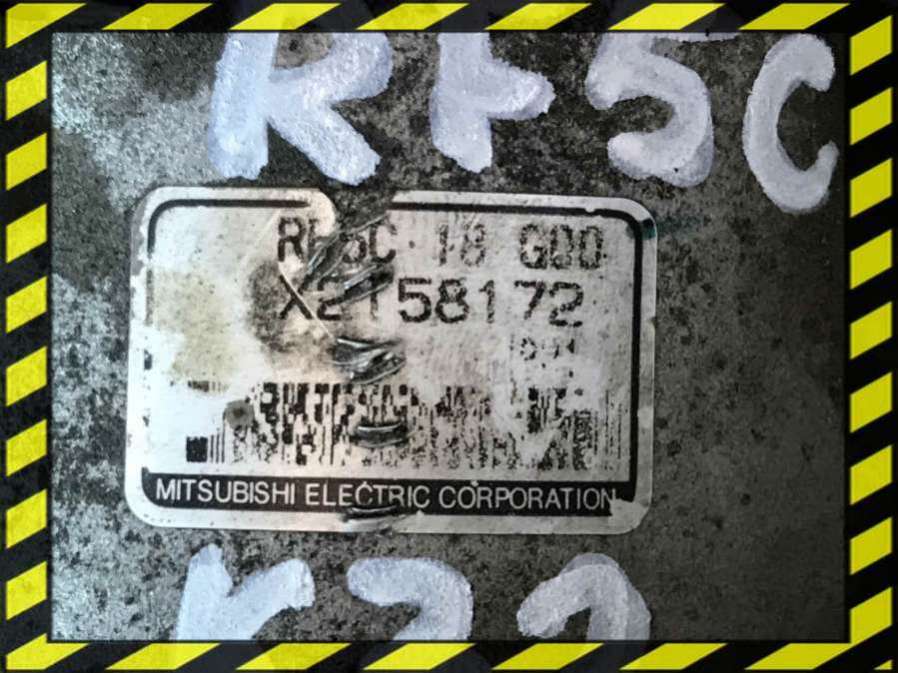 RF5C
RF5C 18 G00
X2T58172
MITSUBISHI ELECTRIC CORPORATION